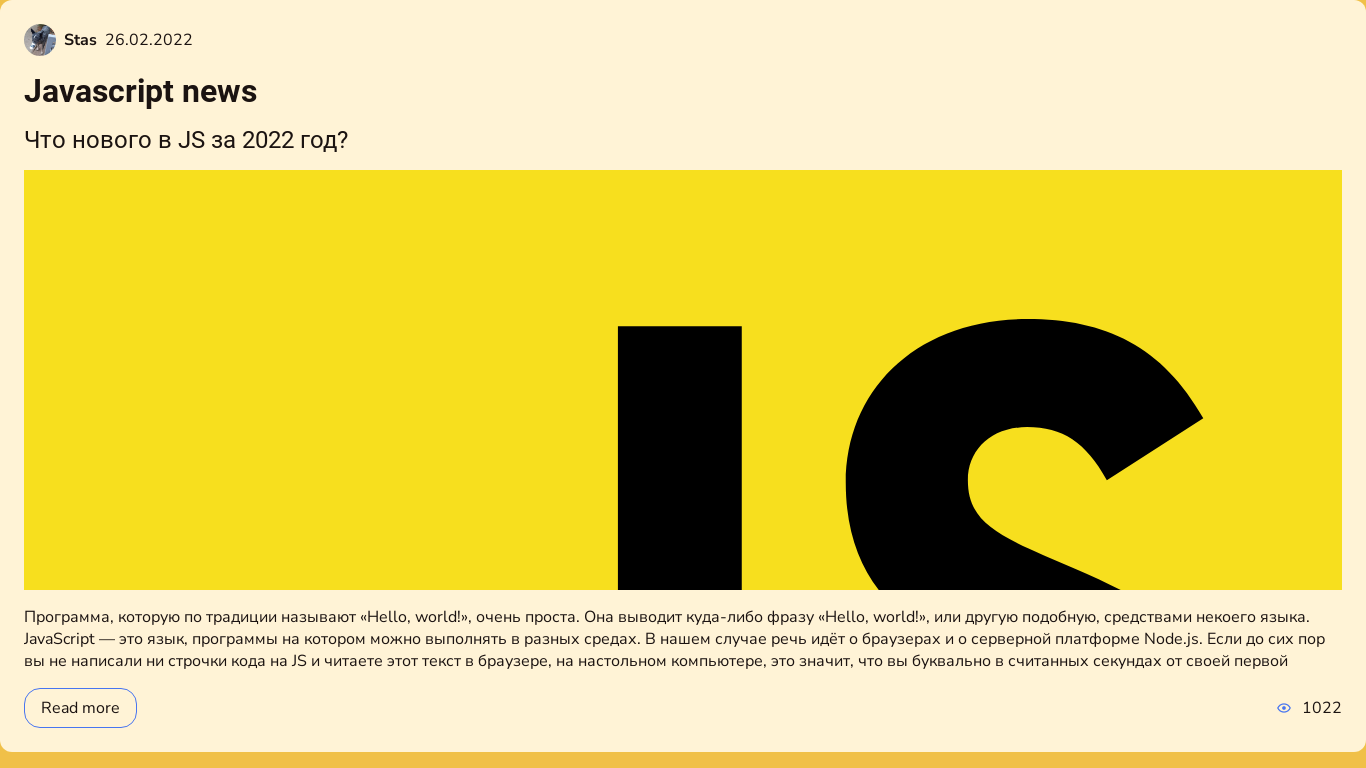 Stas 26.02.2022
Javascript news
Что нового в JS за 2022 год?
JS
Программа, которую по традиции называют «Hello, world!», очень проста. Она выводит куда-либо фразу «Hello, world!», или другую подобную, средствами некоего языка.
JavaScript — это язык, программы на котором можно выполнять в разных средах. В нашем случае речь идёт о браузерах и о серверной платформе Node.js. Если до сих пор
вы не написали ни строчки кода на JS и читаете этот текст в браузере, на настольном компьютере, это значит, что вы буквально в считанных секундах от своей первой
Read more 1022